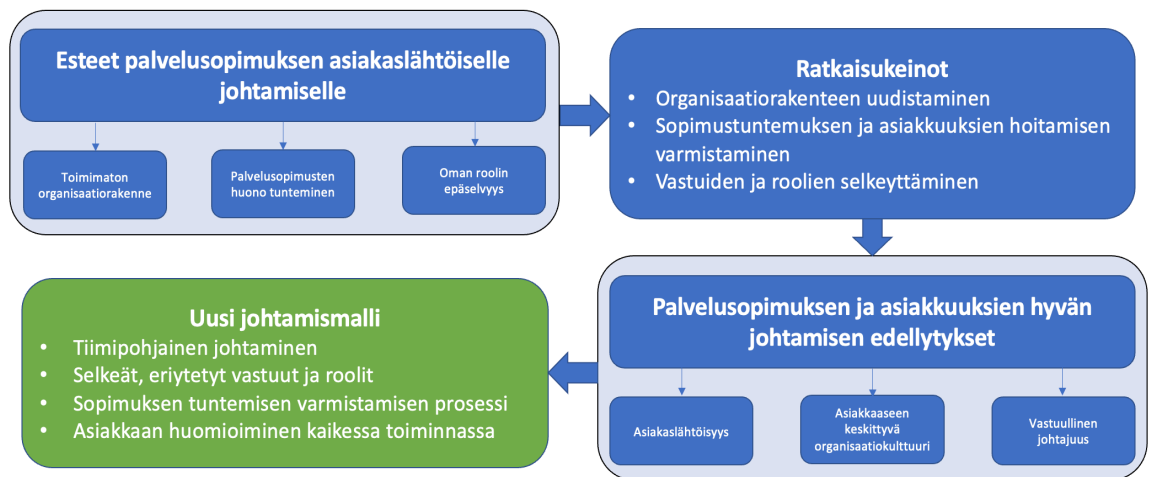 Esteet palvelusopimuksen asiakaslähtöiselle
johtamiselle
Toimimaton
organisaatiorakenne
Palvelusopimusten
huono tunteminen
Oman roolin
epäselvyys
Ratkaisukeinot
• Organisaatiorakenteen uudistaminen
• Sopimustuntemuksen ja asiakkuuksien hoitamisen
varmistaminen
• Vastuiden ja roolien selkeyttäminen
Palvelusopimuksen ja asiakkuuksien hyvän
johtamisen edellytykset
Asiakaslähtöisyys
Asiakkaaseen
keskittyvä
organisaatiokulttuuri
Vastuullinen
johtajuus
Uusi johtamismalli
• Tiimipohjainen johtaminen
• Selkeät, eriytetyt vastuut ja roolit
• Sopimuksen tuntemisen varmistamisen prosessi
• Asiakkaan huomioiminen kaikessa toiminnassa